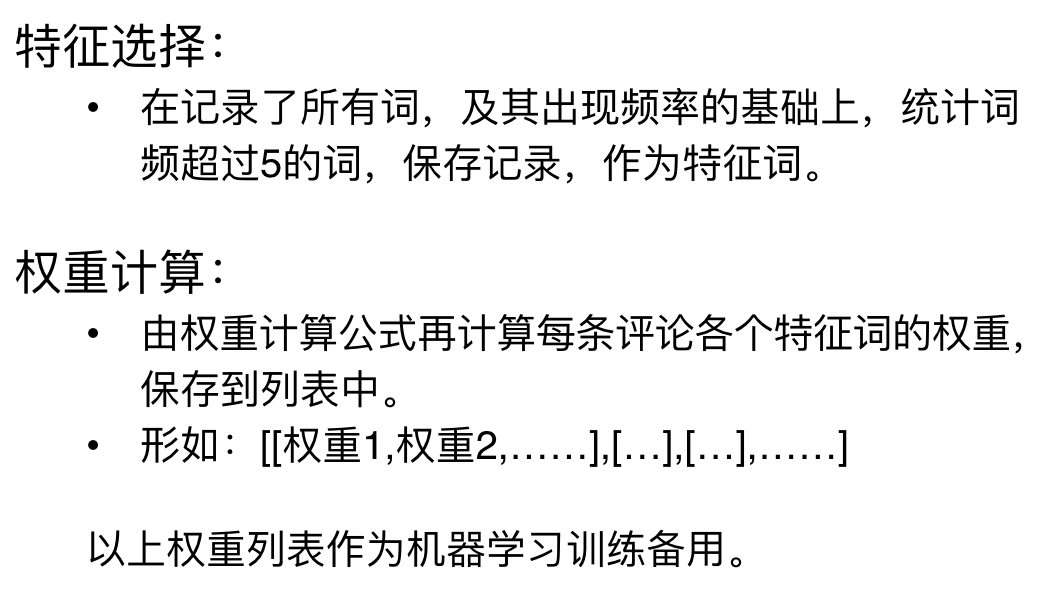 特征选择：
• 在记录了所有词，及其出现频率的基础上，统计词
频超过5的词，保存记录，作为特征词。
权重计算：
• 由权重计算公式再计算每条评论各个特征词的权重，
保存到列表中。
• 形如：[[权重1,权重2,……],[…],[…],……]
以上权重列表作为机器学习训练备用。